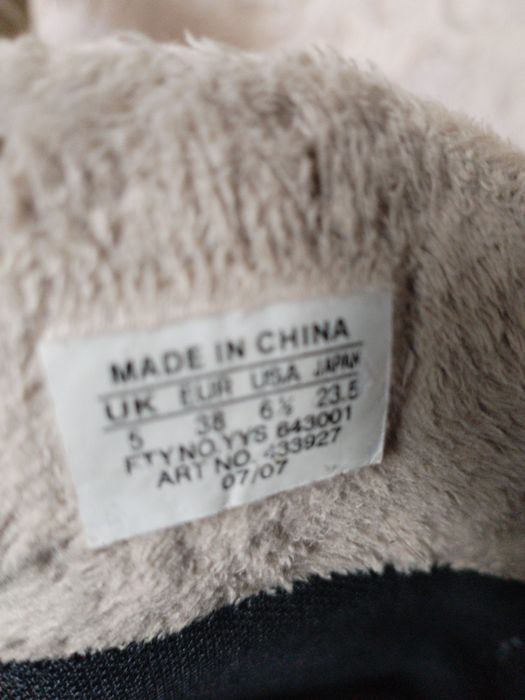 MADE IN CHINA
UK EUR USA JAPAN
5 38 6½ 23.5
FTY NO. YYS 643001
ART NO. 433927
07/07